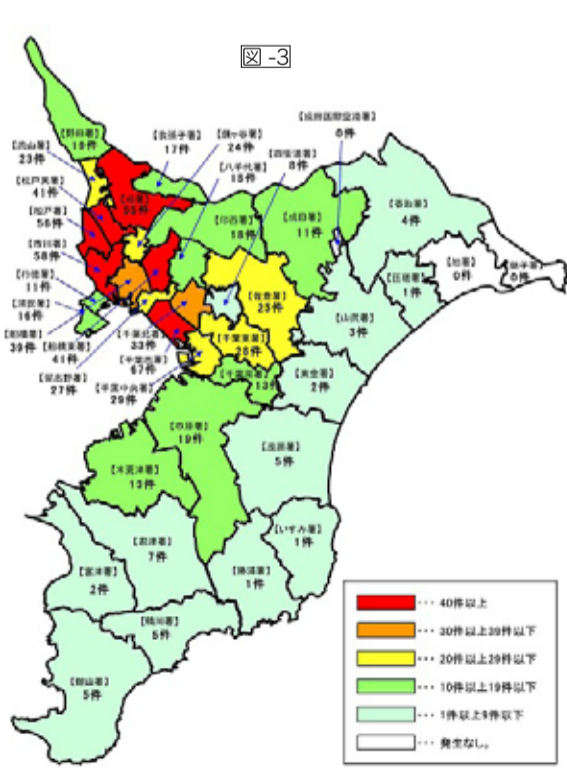 図 -3
【成田国際空港署】
0件
【我孫子署】
17件
【鎌ケ谷署】
24件
【四街道署】
8件
【八千代署】
【野田署】
19件
【流山署】
23件
【松戸東署】
41件
【松戸署】
56件
【市川署】
58件
【行徳署】
11件
【浦安署】
16件
【船橋署】
39件
【船橋東署】
41件
【習志野署】
27件
【千葉北署】
33件
【千葉西署】
67件
【千葉中央署】
29件
【柏署】
【印西署】
18件
【成田署】
11件
【香取署】
4件
【旭署】
0件
【銚子署】
0件
【匝瑳署】
1件
【山武署】
3件
【佐倉署】
25件
【千葉東署】
28件
【千葉南署】
13件
【東金署】
2件
【市原署】
19件
【茂原署】
5件
【木更津署】
13件
【いすみ署】
1件
【君津署】
7件
【勝浦署】
1件
【富津署】
2件
【鴨川署】
5件
【館山署】
5件
･･･ 40件以上
･･･ 30件以上39件以下
･･･ 20件以上29件以下
･･･ 10件以上19件以下
･･･ 1件以上9件以下
･･･ 発生なし。